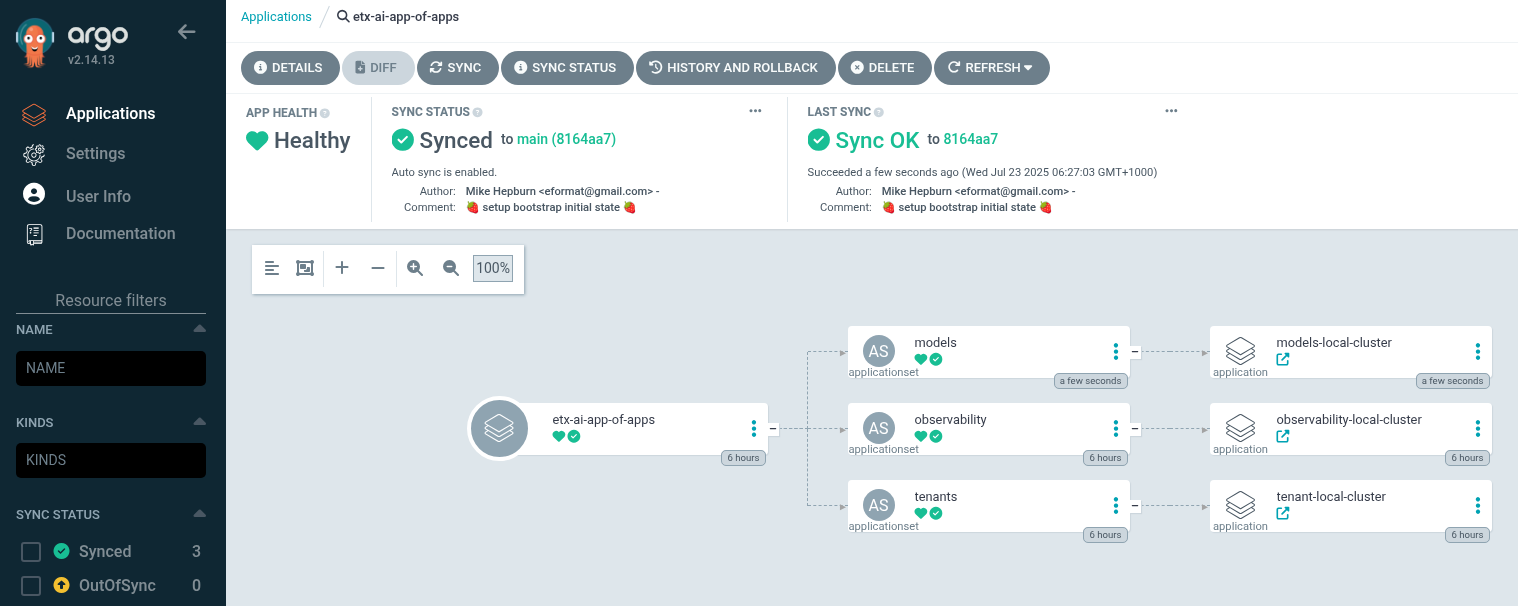 argo
v2.14.13
Applications
Settings
User Info
Documentation
Resource filters
NAME
NAME
KINDS
KINDS
SYNC STATUS
Synced 3
OutOfSync 0
Applications / etx-ai-app-of-apps
DETAILS DIFF SYNC SYNC STATUS HISTORY AND ROLLBACK DELETE REFRESH
APP HEALTH
Healthy
SYNC STATUS
Synced to main (8164aa7)
Auto sync is enabled.
Author: Mike Hepburn <eformat@gmail.com> -
Comment: 🍓 setup bootstrap initial state 🍓
LAST SYNC
Sync OK to 8164aa7
Succeeded a few seconds ago (Wed Jul 23 2025 06:27:03 GMT+1000)
Author: Mike Hepburn <eformat@gmail.com> -
Comment: 🍓 setup bootstrap initial state 🍓
100%
etx-ai-app-of-apps
6 hours
AS
models
applicationset
a few seconds
models-local-cluster
application
a few seconds
AS
observability
applicationset
6 hours
observability-local-cluster
application
6 hours
AS
tenants
applicationset
6 hours
tenant-local-cluster
application
6 hours